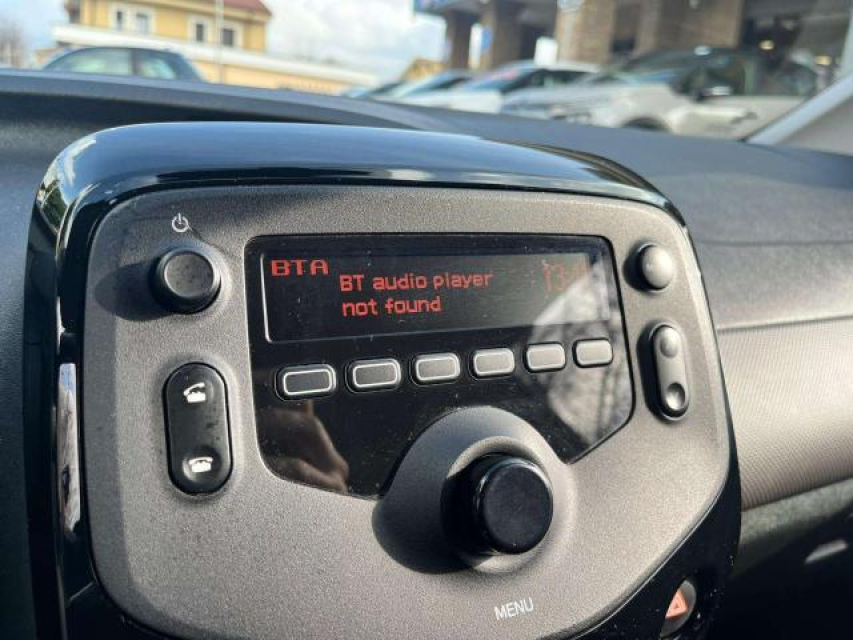 BTA
BT audio player
not found
MENU